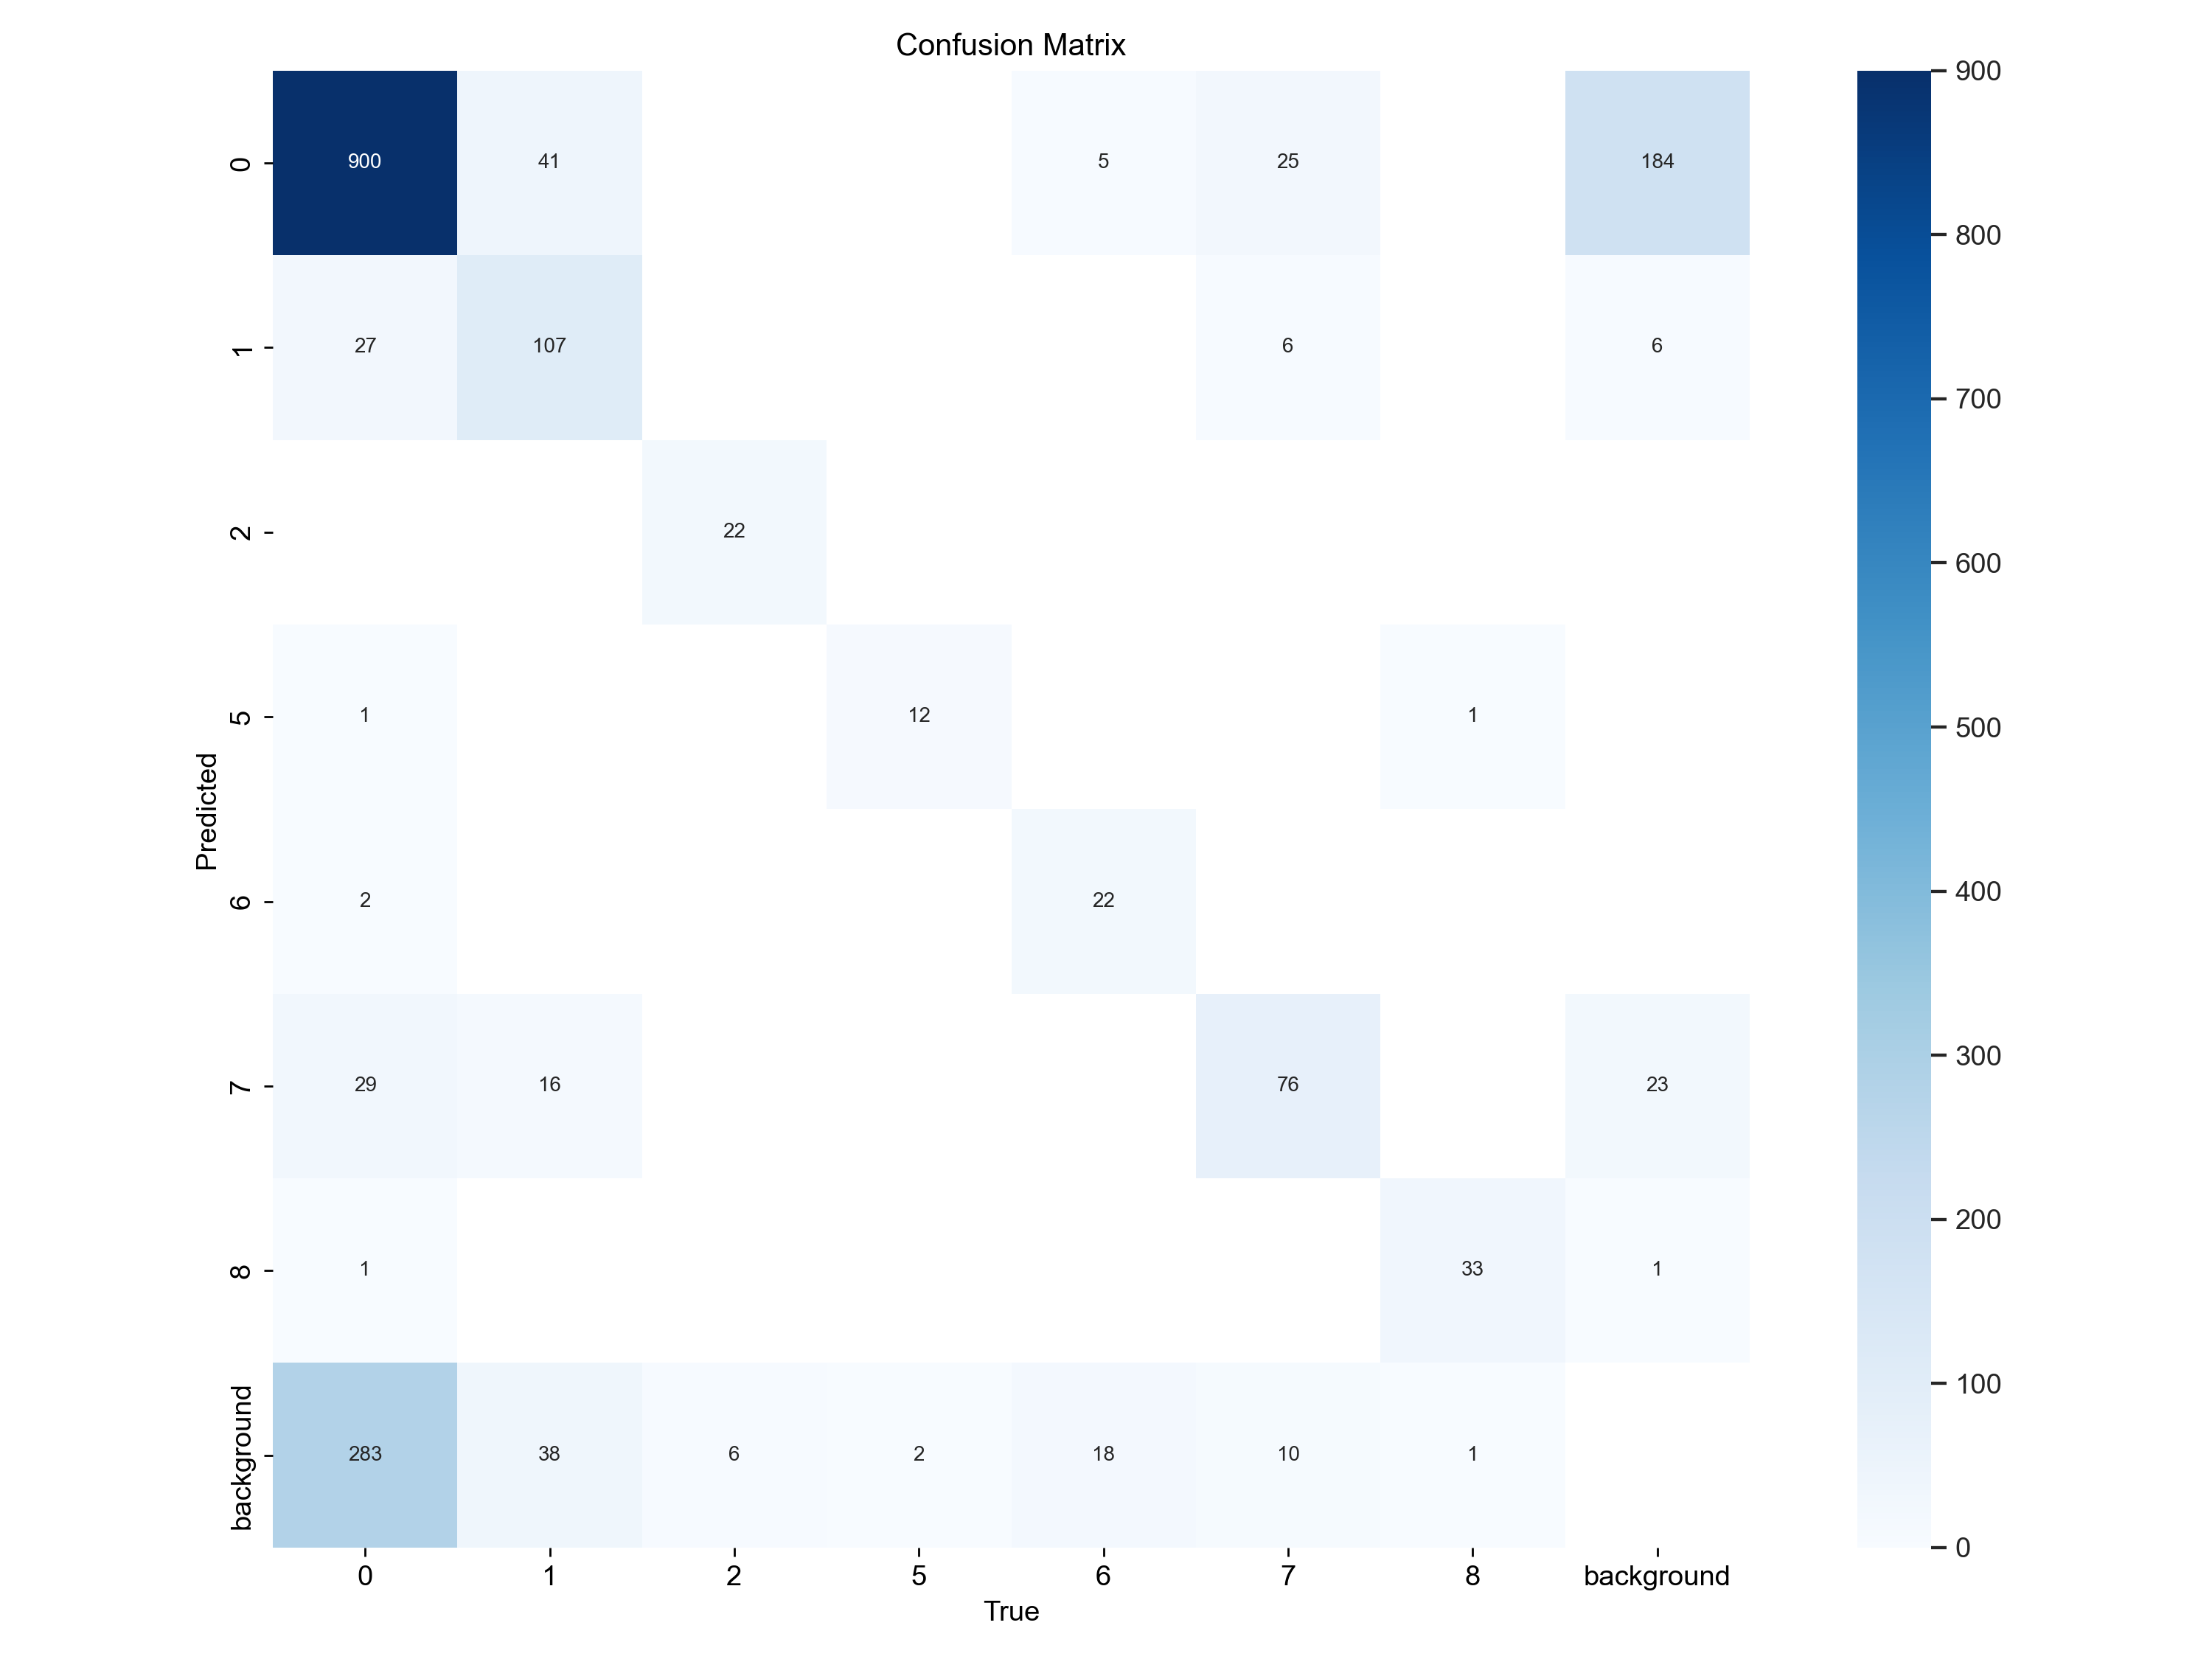 Confusion Matrix
0 900 41 5 25 184
1 27 107 6 6
2 22
5 1 12 1
6 2 22
7 29 16 76 23
8 1 33 1
background 283 38 6 2 18 10 1
0 1 2 5 6 7 8 background
True
Predicted
900
800
700
600
500
400
300
200
100
0